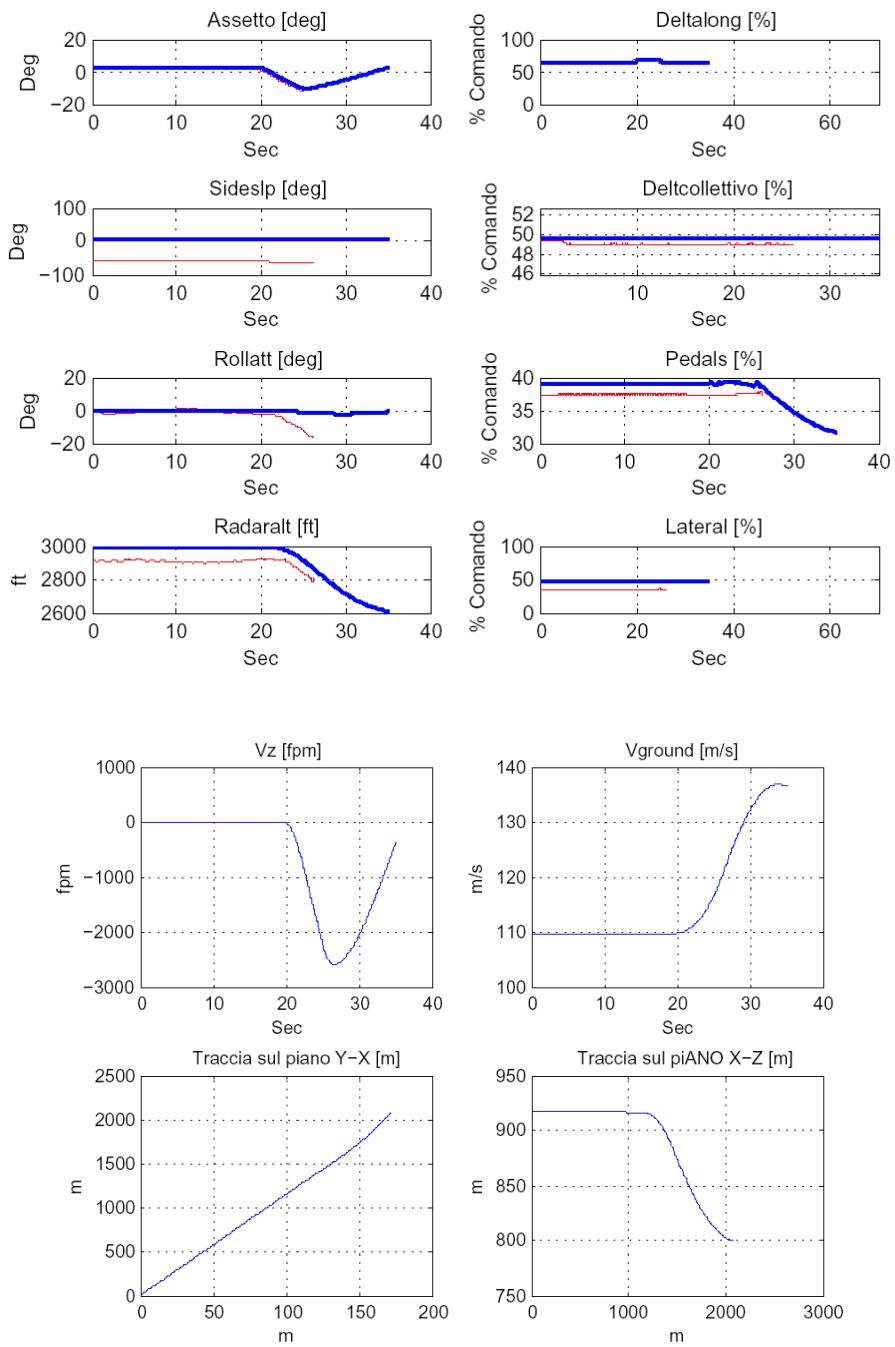 Assetto [deg]
Deg
20
0
−20
0 10 20 30 40
Sec
Deltalong [%]
% Comando
100
50
0
0 20 40 60
Sec
Sideslp [deg]
Deg
100
0
−100
0 10 20 30 40
Sec
Deltcollettivo [%]
% Comando
52
50
48
46
0 10 20 30
Sec
Rollatt [deg]
Deg
20
0
−20
0 10 20 30 40
Sec
Pedals [%]
% Comando
40
35
30
0 10 20 30 40
Sec
Radaralt [ft]
ft
3000
2800
2600
0 10 20 30 40
Sec
Lateral [%]
% Comando
100
50
0
0 20 40 60
Sec
Vz [fpm]
fpm
1000
0
−1000
−2000
−3000
0 10 20 30 40
Sec
Vground [m/s]
m/s
140
130
120
110
100
0 10 20 30 40
Sec
Traccia sul piano Y−X [m]
m
2500
2000
1500
1000
500
0
0 50 100 150 200
m
Traccia sul piANO X−Z [m]
m
950
900
850
800
750
0 1000 2000 3000
m